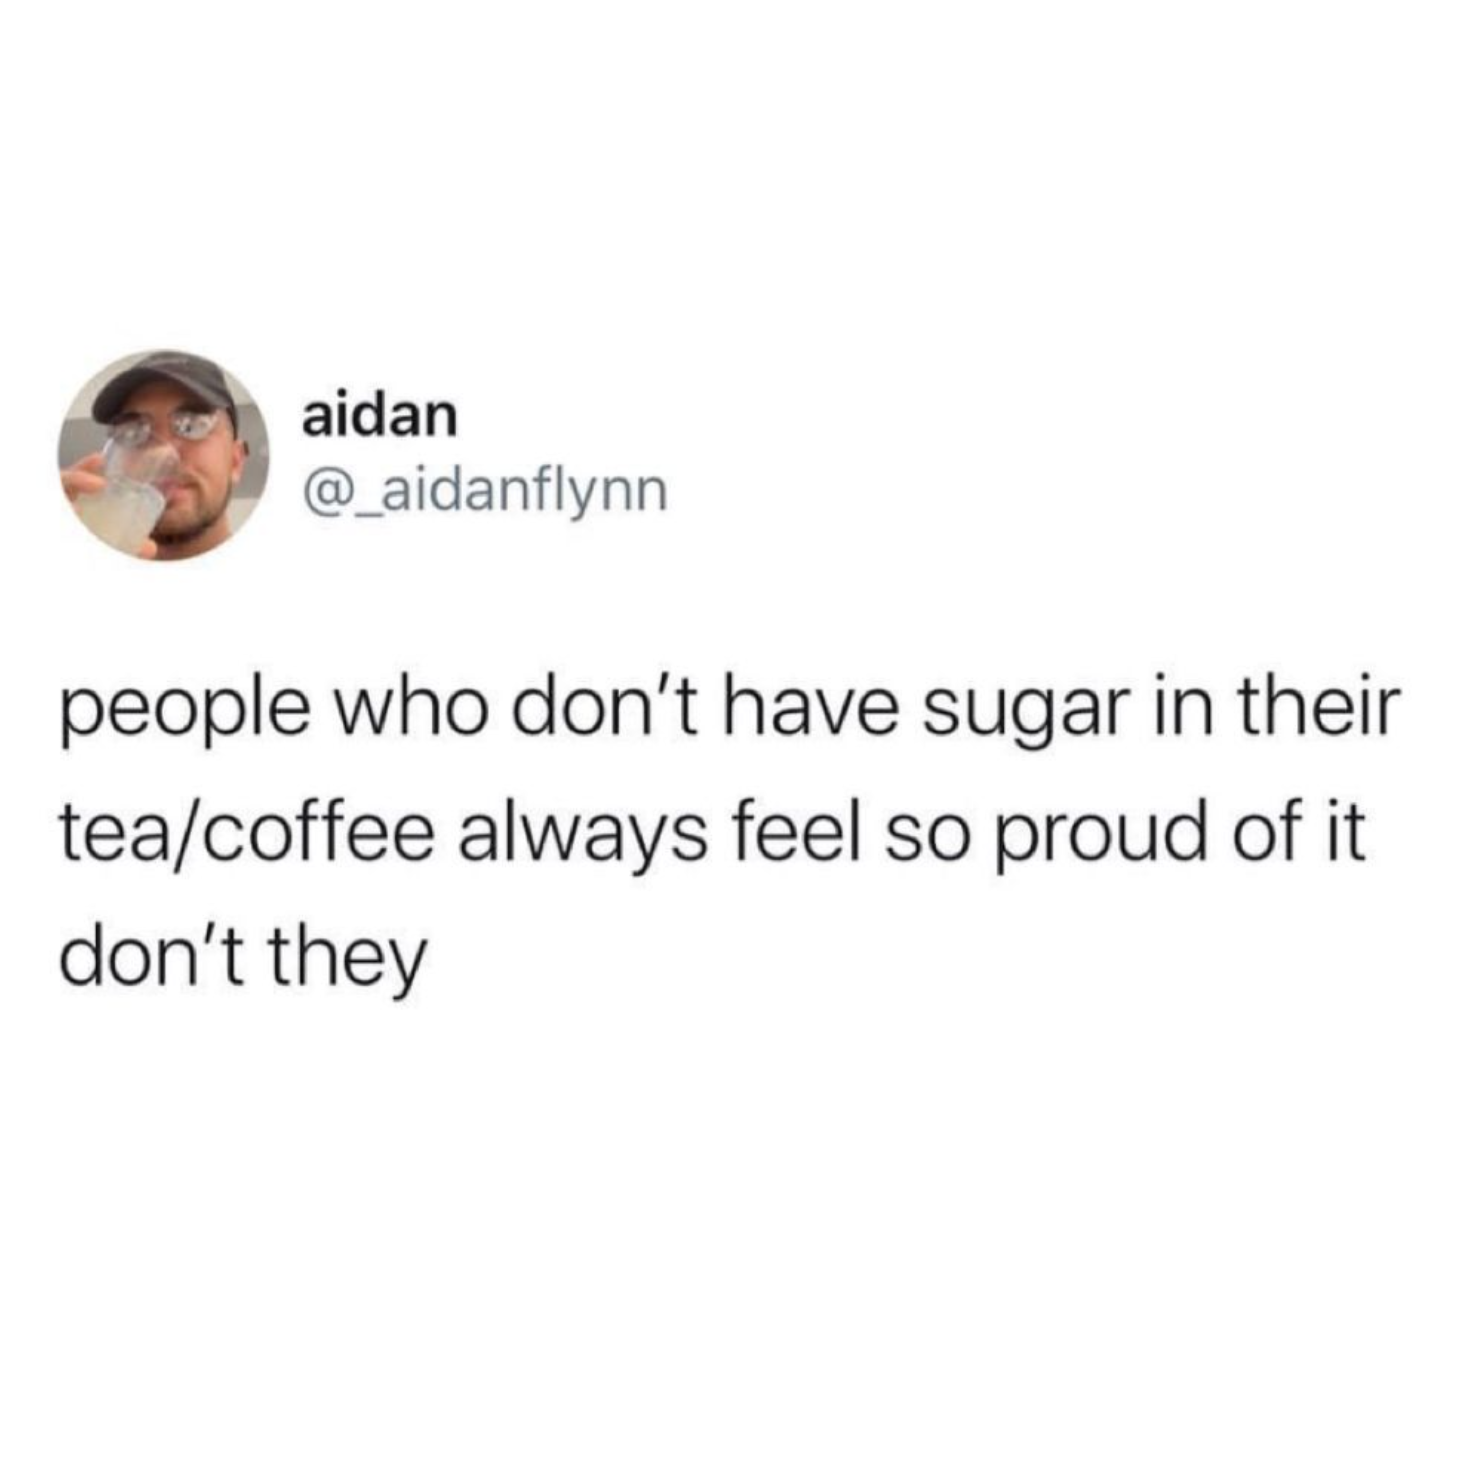 aidan
@_aidanflynn
people who don’t have sugar in their
tea/coffee always feel so proud of it
don’t they